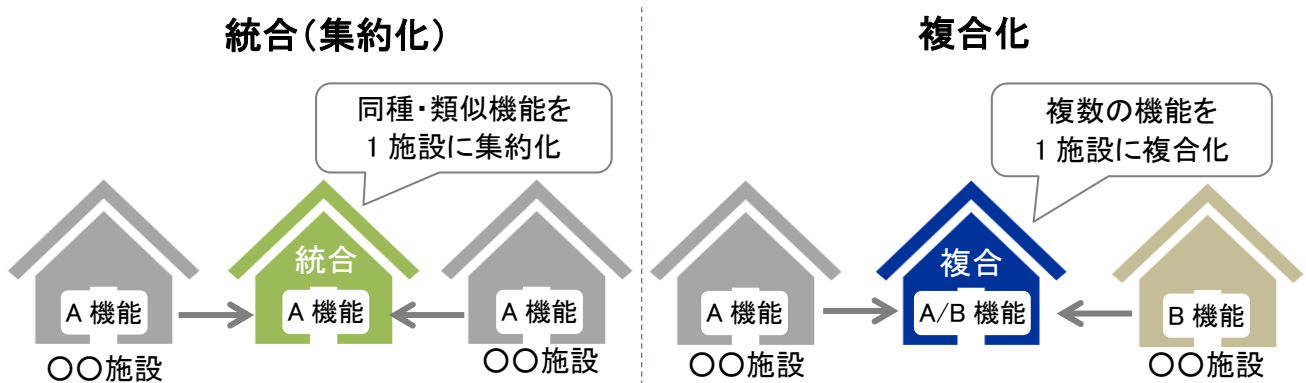 統合(集約化)
同種・類似機能を
1 施設に集約化
統合
A 機能
A 機能
A 機能
〇〇施設
〇〇施設
複合化
複数の機能を
1 施設に複合化
複合
A 機能
A/B 機能
B 機能
〇〇施設
〇〇施設